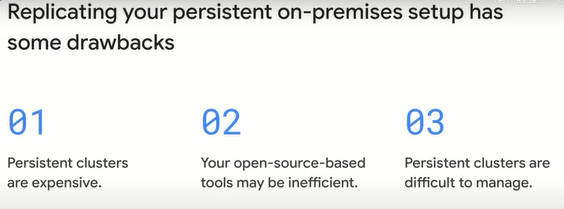 Replicating your persistent on-premises setup has
some drawbacks
01
Persistent clusters
are expensive.
02
Your open-source-based
tools may be inefficient.
03
Persistent clusters are
difficult to manage.